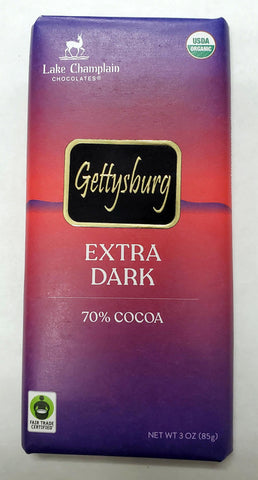 Lake Champlain
CHOCOLATES®
USDA
ORGANIC
Gettysburg
EXTRA
DARK
70% COCOA
FAIR TRADE
CERTIFIED
NET WT 3 OZ (85g)